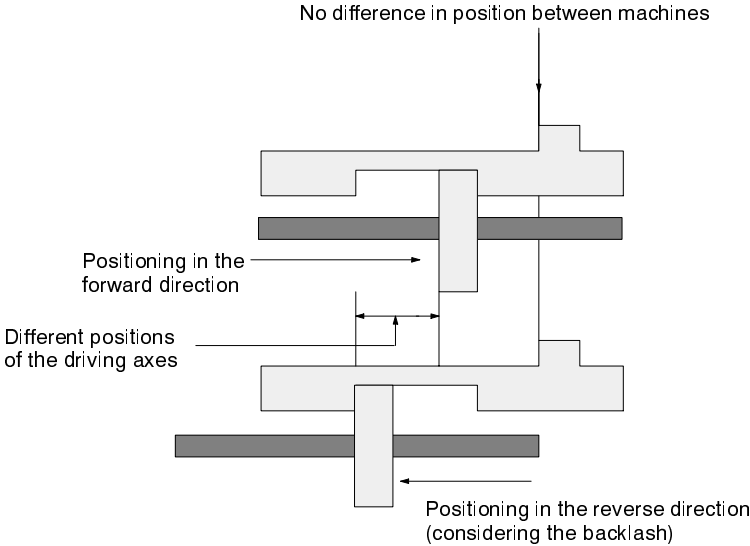 No difference in position between machines
Positioning in the
forward direction
Different positions
of the driving axes
Positioning in the reverse direction
(considering the backlash)